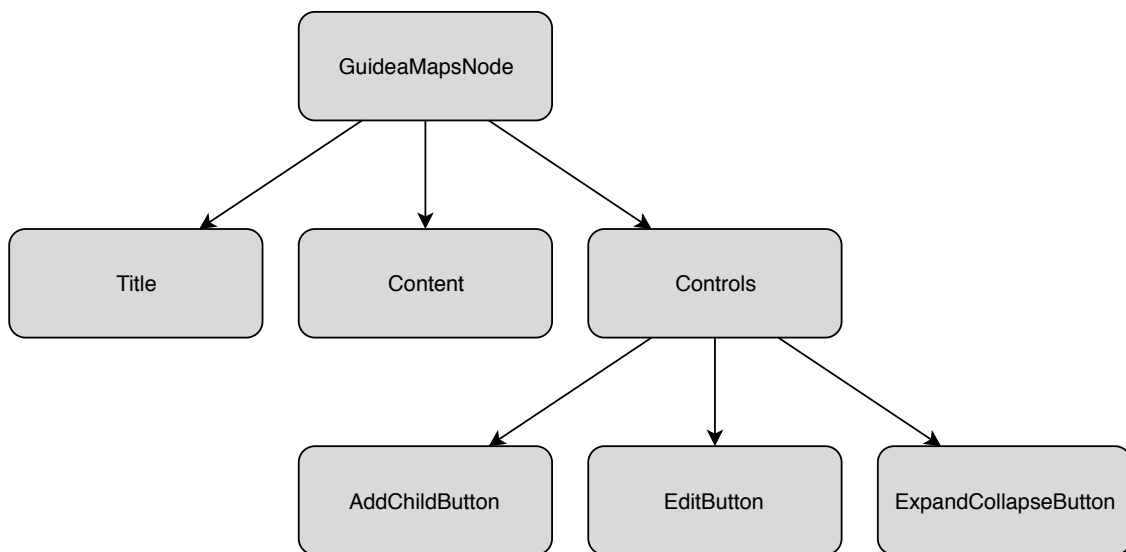 GuideaMapsNode
Title
Content
Controls
AddChildButton
EditButton
ExpandCollapseButton